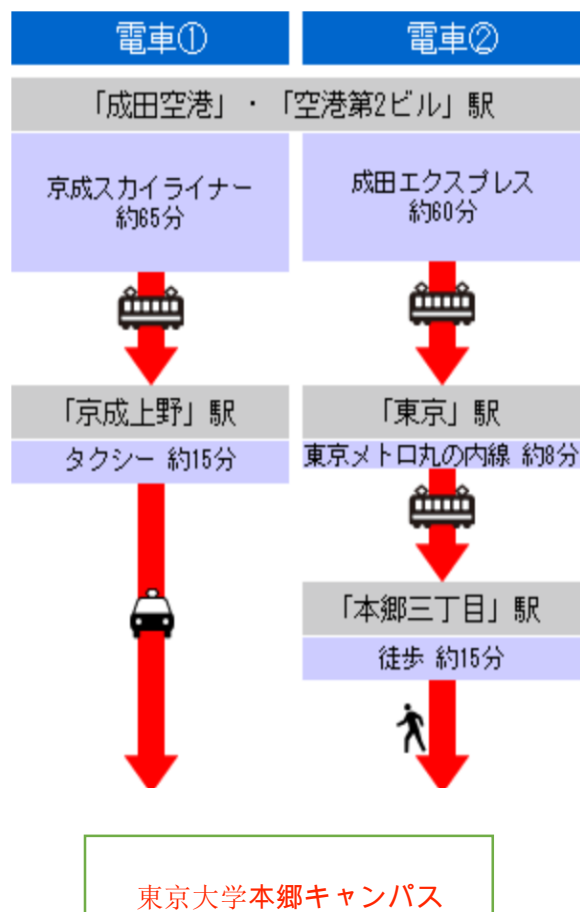 電車①
電車②
「成田空港」・「空港第2ビル」駅
京成スカイライナー
約65分
成田エクスプレス
約60分
「京成上野」駅
「東京」駅
タクシー 約15分
東京メトロ丸の内線 約8分
「本郷三丁目」駅
徒歩 約15分
東京大学本郷キャンパス